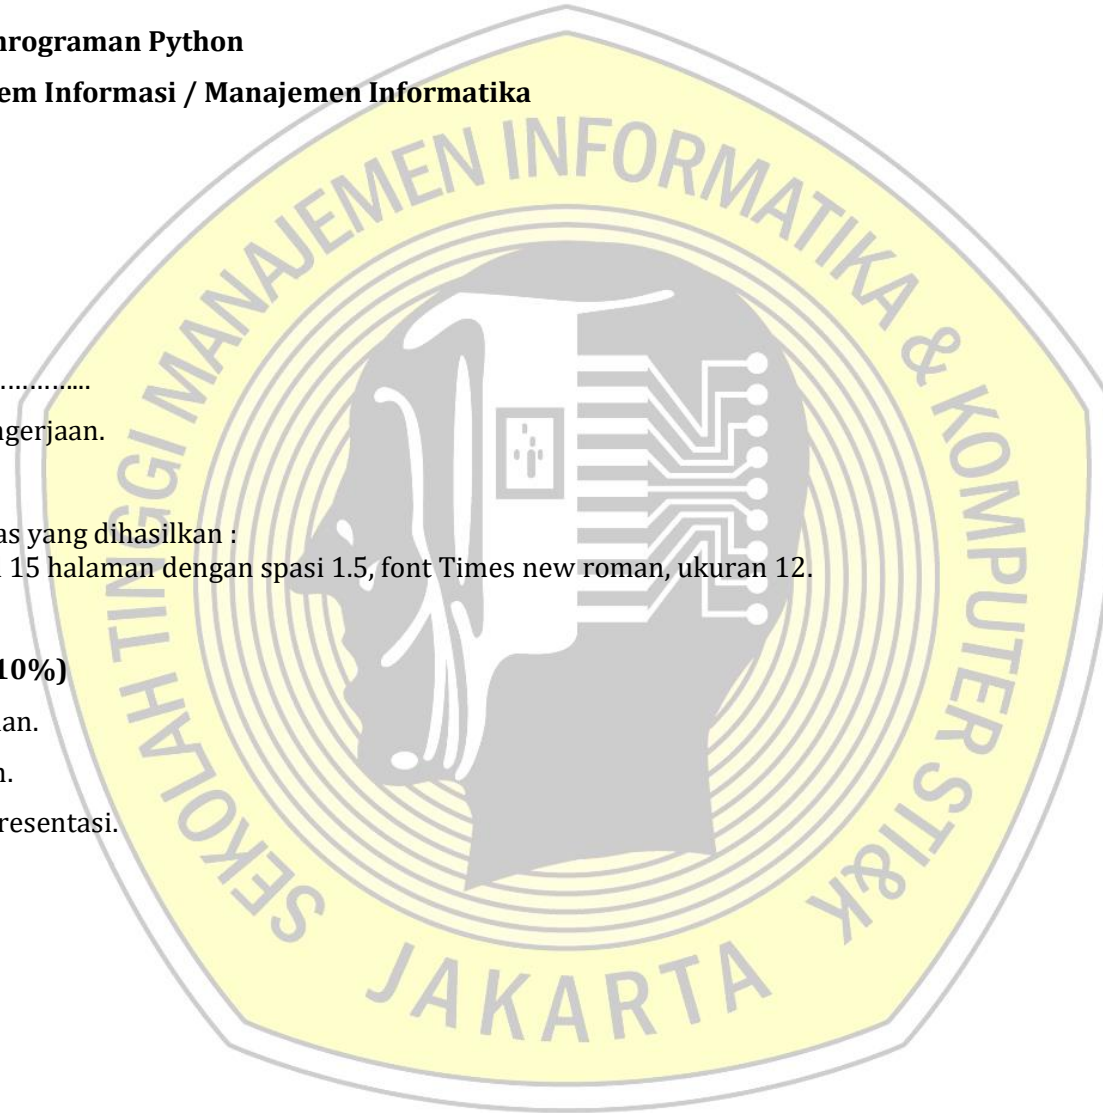 nrograman Python
em Informasi / Manajemen Informatika
SEKOLAH TINGGI MANAJEMEN INFORMATIKA & KOMPUTER STI&K
JAKARTA
…………...
ngerjaan.
as yang dihasilkan :
15 halaman dengan spasi 1.5, font Times new roman, ukuran 12.
10%)
an.
resentasi.